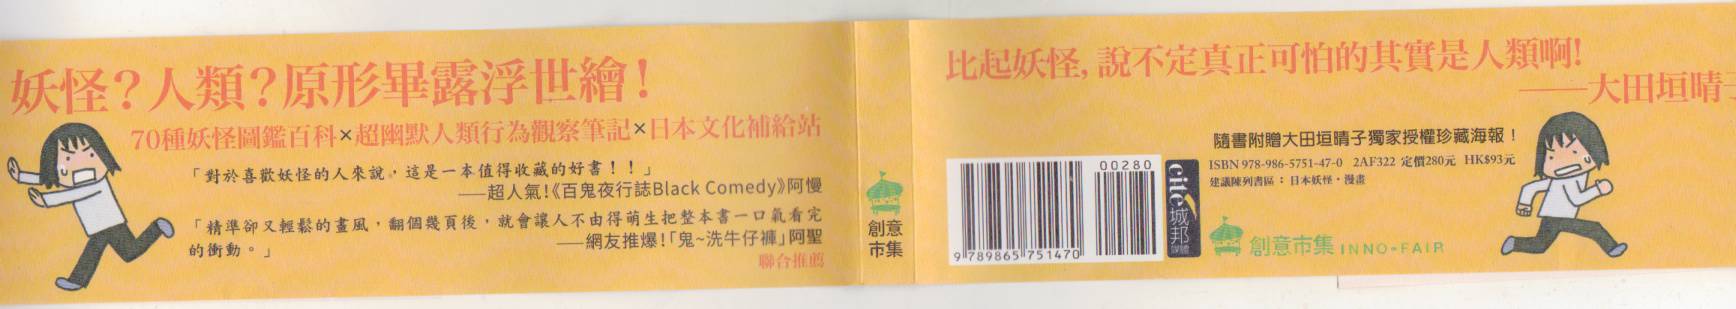 妖怪？人類？原形畢露浮世繪！
70種妖怪圖鑑百科×超幽默人類行為觀察筆記×日本文化補給站
「對於喜歡妖怪的人來說，這是一本值得收藏的好書！！」
——超人氣！《百鬼夜行誌Black Comedy》阿慢
「精準卻又輕鬆的畫風，翻個幾頁後，就會讓人不由得萌生把整本書一口氣看完
的衝動。」
——網友推爆！「鬼~洗牛仔褲」阿聖
聯合推薦
創意
市集
比起妖怪，說不定真正可怕的其實是人類啊！
——大田垣晴子
隨書附贈大田垣晴子獨家授權珍藏海報！
ISBN 978-986-5751-47-0 2AF322 定價280元 HK$93元
建議陳列書區：日本妖怪・漫畫
00280
9 789865 751470
cite城邦
媒體
創意市集 INNO-FAIR